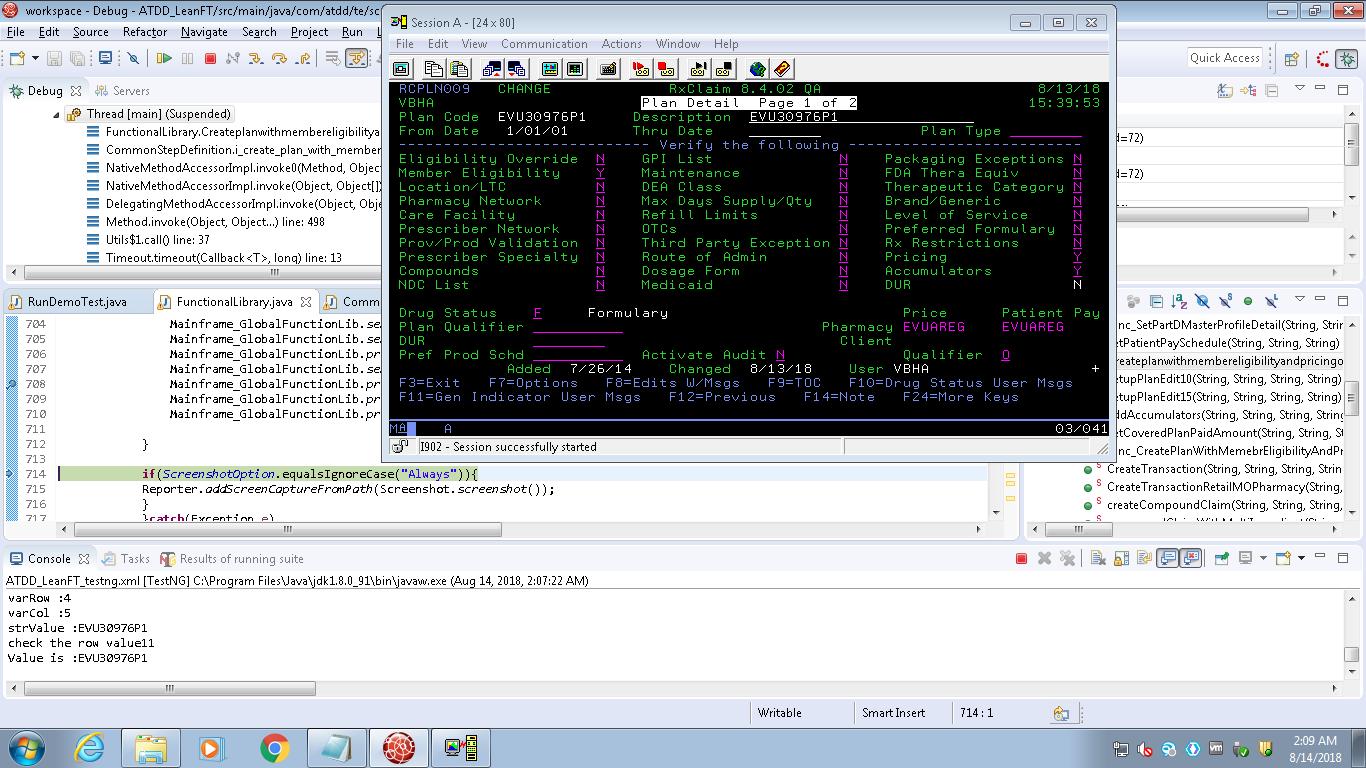 workspace - Debug - ATDD_LeanFT/src/main/java/com/atdd/te/sc
File Edit Source Refactor Navigate Search Project Run
Quick Access
Debug Servers
Thread [main] (Suspended)
FunctionalLibrary.Createplanwithmembereligibilitya
CommonStepDefinition.i_create_plan_with_memb
NativeMethodAccessorImpl.invoke0(Method, Object
NativeMethodAccessorImpl.invoke(Object, Object[])
DelegatingMethodAccessorImpl.invoke(Object, Obje
Method.invoke(Object, Object...) line: 498
Utils$1.call() line: 37
Timeout.timeout(Callback<T>, long) line: 13
d=72)
d=72)
Session A - [24 x 80]
File Edit View Communication Actions Window Help
RCPLN009 CHANGE RxClaim 8.4.02 QA 8/13/18
VBHA Plan Detail Page 1 of 2 15:39:53
Plan Code EVU30976P1 Description EVU30976P1
From Date 1/01/01 Thru Date Plan Type
Verify the following
Eligibility Override N GPI List N Packaging Exceptions N
Member Eligibility Y Maintenance N FDA Thera Equiv N
Location/LTC N DEA Class N Therapeutic Category N
Pharmacy Network N Max Days Supply/Qty N Brand/Generic N
Care Facility N Refill Limits N Level of Service N
Prescriber Network N OTCs N Preferred Formulary N
Prov/Prod Validation N Third Party Exception N Rx Restrictions N
Prescriber Specialty N Route of Admin N Pricing Y
Compounds N Dosage Form N Accumulators Y
NDC List N Medicaid N DUR N
Drug Status F Formulary Price Patient Pay
Plan Qualifier Pharmacy EVUAREG EVUAREG
DUR Client
Pref Prod Schd Activate Audit N Qualifier O
Added 7/26/14 Changed 8/13/18 User VBHA +
F3=Exit F7=Options F8=Edits W/Msgs F9=TOC F10=Drug Status User Msgs
F11=Gen Indicator User Msgs F12=Previous F14=Note F24=More Keys
MA A 03/041
I902 - Session successfully started
RunDemoTest.java FunctionalLibrary.java Comm
704 Mainframe_GlobalFunctionLib.se
705 Mainframe_GlobalFunctionLib.se
706 Mainframe_GlobalFunctionLib.pr
707 Mainframe_GlobalFunctionLib.se
708 Mainframe_GlobalFunctionLib.pr
709 Mainframe_GlobalFunctionLib.pr
710 Mainframe_GlobalFunctionLib.pr
711
712 }
713
714 if(ScreenshotOption.equalsIgnoreCase("Always")){
715 Reporter.addScreenCaptureFromPath(Screenshot.screenshot());
716 }
717 }catch(Exception e)
nc_SetPartDMasterProfileDetail(String, String,
etPatientPaySchedule(String, String, String,
reateplanwithmembereligibilityandpricingo
etupPlanEdit10(String, String, String, String,
etupPlanEdit15(String, String, String, String,
ddAccumulators(String, String, String, String,
etCoveredPlanPaidAmount(String, String,
nc_CreatePlanWithMemebrEligibilityAndPr
CreateTransaction(String, String, String, String,
CreateTransactionRetailMOPharmacy(String,
createCompoundClaim(String, String, String,
Console Tasks Results of running suite
ATDD_LeanFT_testng.xml [TestNG] C:\Program Files\Java\jdk1.8.0_91\bin\javaw.exe (Aug 14, 2018, 2:07:22 AM)
varRow :4
varCol :5
strValue :EVU30976P1
check the row value11
Value is :EVU30976P1
Writable Smart Insert 714 : 1
2:09 AM
8/14/2018